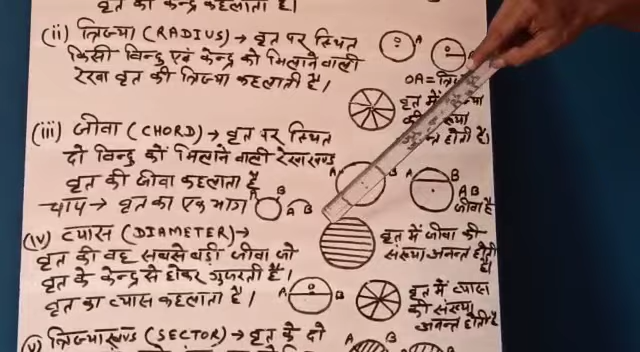 वृत का केन्द्र कहलाता है।
(ii) त्रिज्या (RADIUS) → वृत पर स्थित
किसी बिन्दु एवं केन्द्र को मिलाने वाली
रेखा वृत की त्रिज्या कहलाती है।
O A
OA=
वृत में
होती है।
(iii) जीवा (CHORD) → वृत पर स्थित
दो बिन्दु को मिलाने वाली रेखाखण्ड
वृत की जीवा कहलाता है
A B
A B
AB
जीवा है
चाप → वृत का एक भाग
A B
A B
(iv) व्यास (DIAMETER) →
वृत की वह सबसे बड़ी जीवा जो
वृत के केन्द्र से होकर गुजरती है।
वृत का व्यास कहलाता है।
वृत में जीवा की
संख्या अनन्त होती
है।
A O B
वृत में व्यास
की संख्या
अनन्त होती है
(v) त्रिज्याखण्ड (SECTOR) → वृत के दो